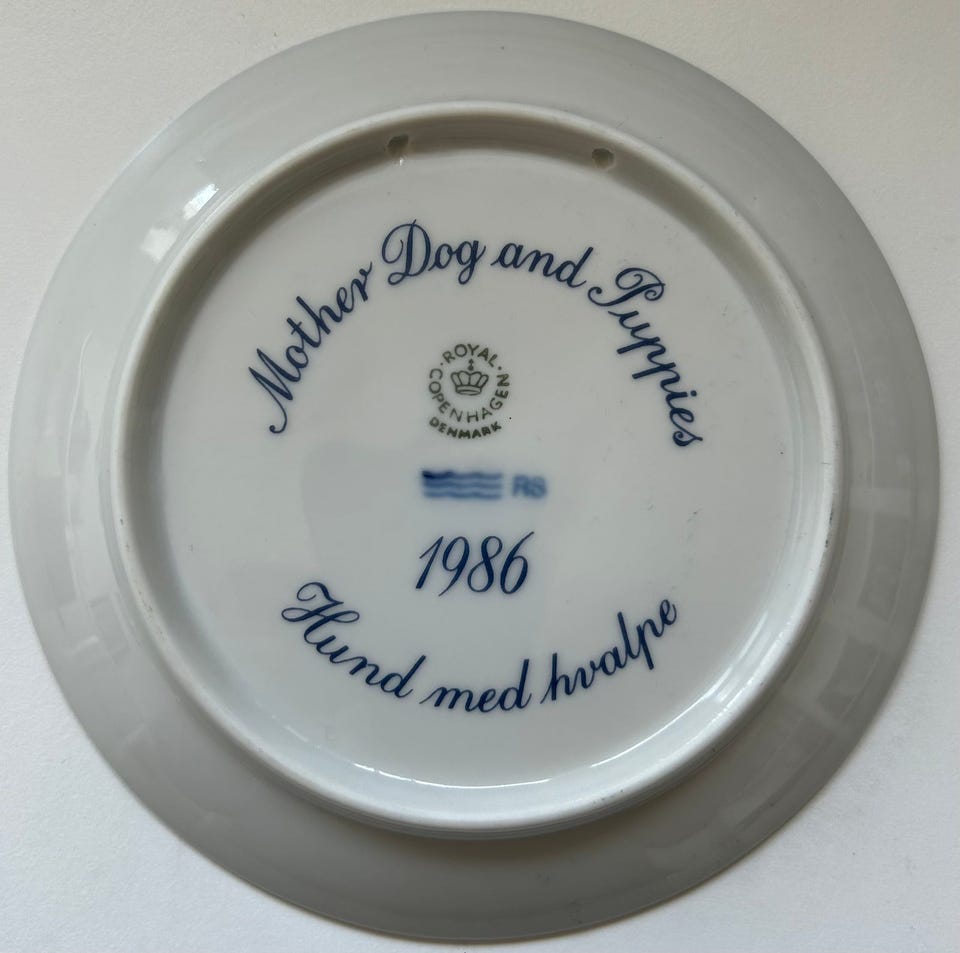 Mother Dog and Puppies
ROYAL COPENHAGEN
DENMARK
RS
1986
Hund med hvalpe